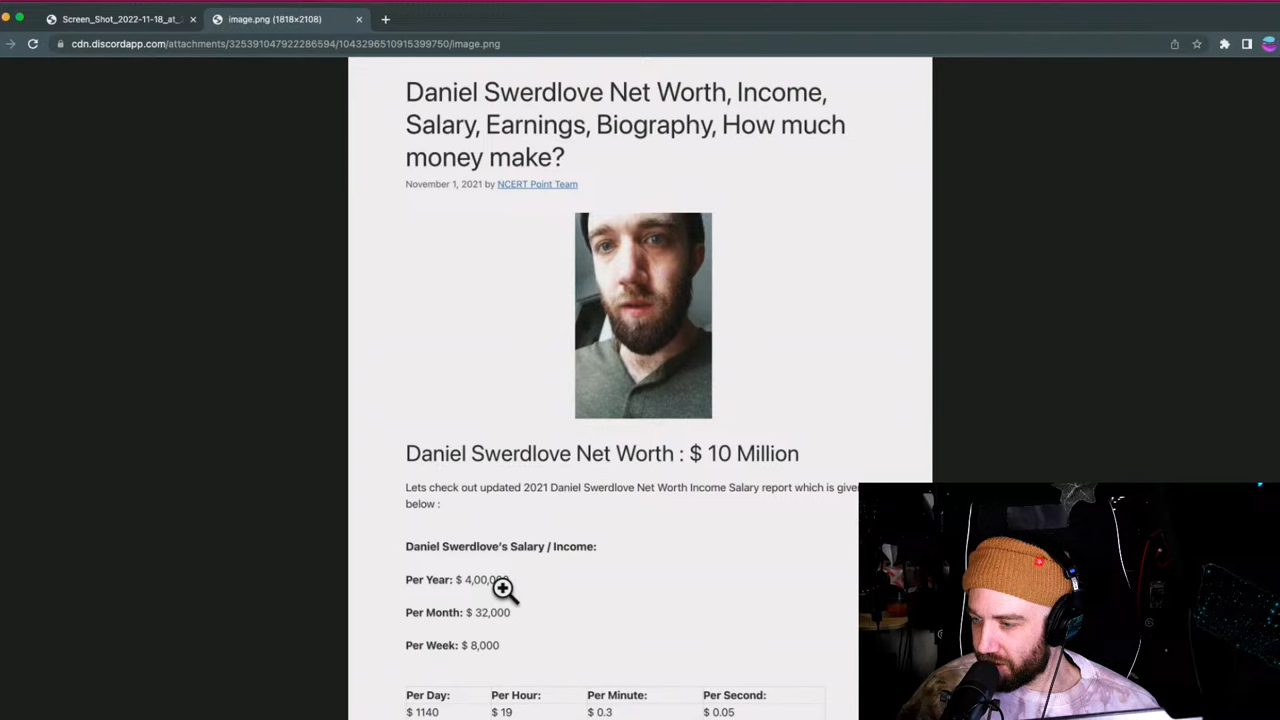 Screen_Shot_2022-11-18_at_
image.png (1818×2108)
cdn.discordapp.com/attachments/325391047922286594/1043296510915399750/image.png
Daniel Swerdlove Net Worth, Income,
Salary, Earnings, Biography, How much
money make?
November 1, 2021 by NCERT Point Team
Daniel Swerdlove Net Worth : $ 10 Million
Lets check out updated 2021 Daniel Swerdlove Net Worth Income Salary report which is
below :
Daniel Swerdlove's Salary / Income:
Per Year: $ 4,00,
Per Month: $ 32,000
Per Week: $ 8,000
Per Day: Per Hour: Per Minute: Per Second:
$ 1140 $ 19 $ 0.3 $ 0.05